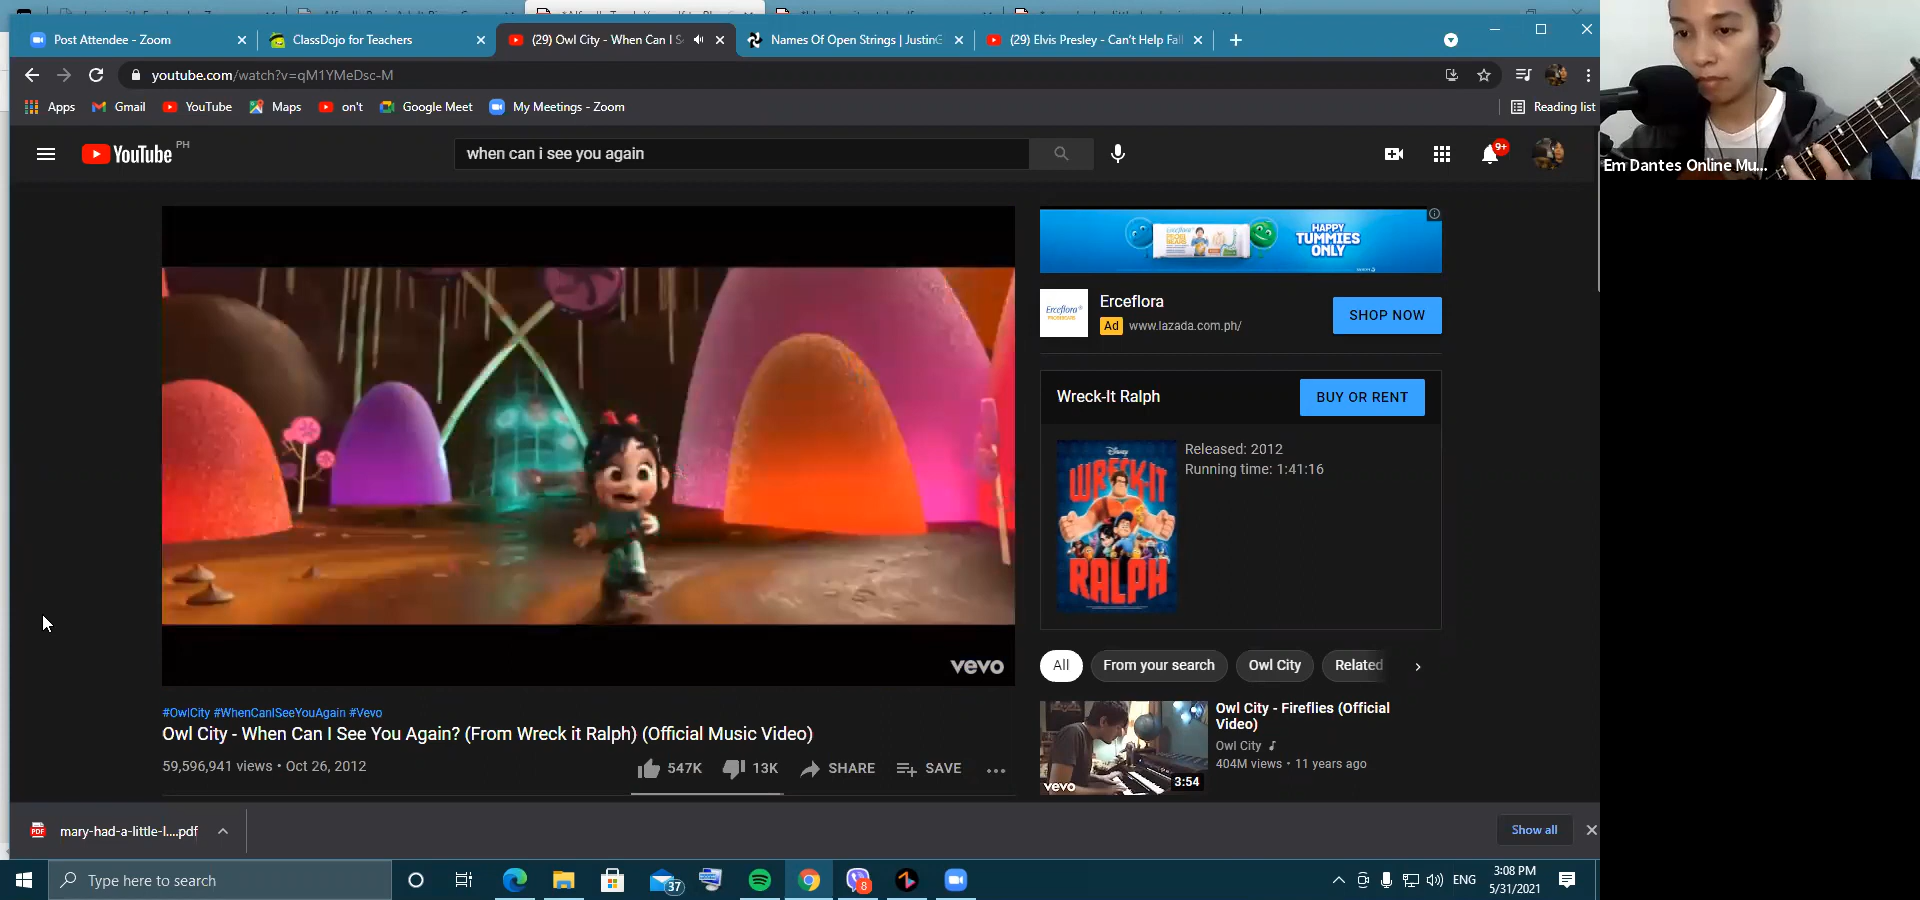 Post Attendee - Zoom
ClassDojo for Teachers
(29) Owl City - When Can I S
Names Of Open Strings | JustinG
(29) Elvis Presley - Can't Help Fal
youtube.com/watch?v=qM1YMeDsc-M
Apps
Gmail
YouTube
Maps
on't
Google Meet
My Meetings - Zoom
Reading list
Em Dantes Online Mu...
YouTube PH
when can i see you again
9+
HAPPY
TUMMIES
ONLY
Erceflora
Erceflora
Ad www.lazada.com.ph/
SHOP NOW
Wreck-It Ralph
BUY OR RENT
Released: 2012
Running time: 1:41:16
Disney
WRECK-IT
RALPH
vevo
All
From your search
Owl City
Related
#OwlCity #WhenCanISeeYouAgain #Vevo
Owl City - When Can I See You Again? (From Wreck it Ralph) (Official Music Video)
59,596,941 views • Oct 26, 2012
547K
13K
SHARE
SAVE
Owl City - Fireflies (Official
Video)
Owl City
404M views • 11 years ago
vevo
3:54
PDF
mary-had-a-little-l....pdf
Show all
Type here to search
37
8
ENG
3:08 PM
5/31/2021